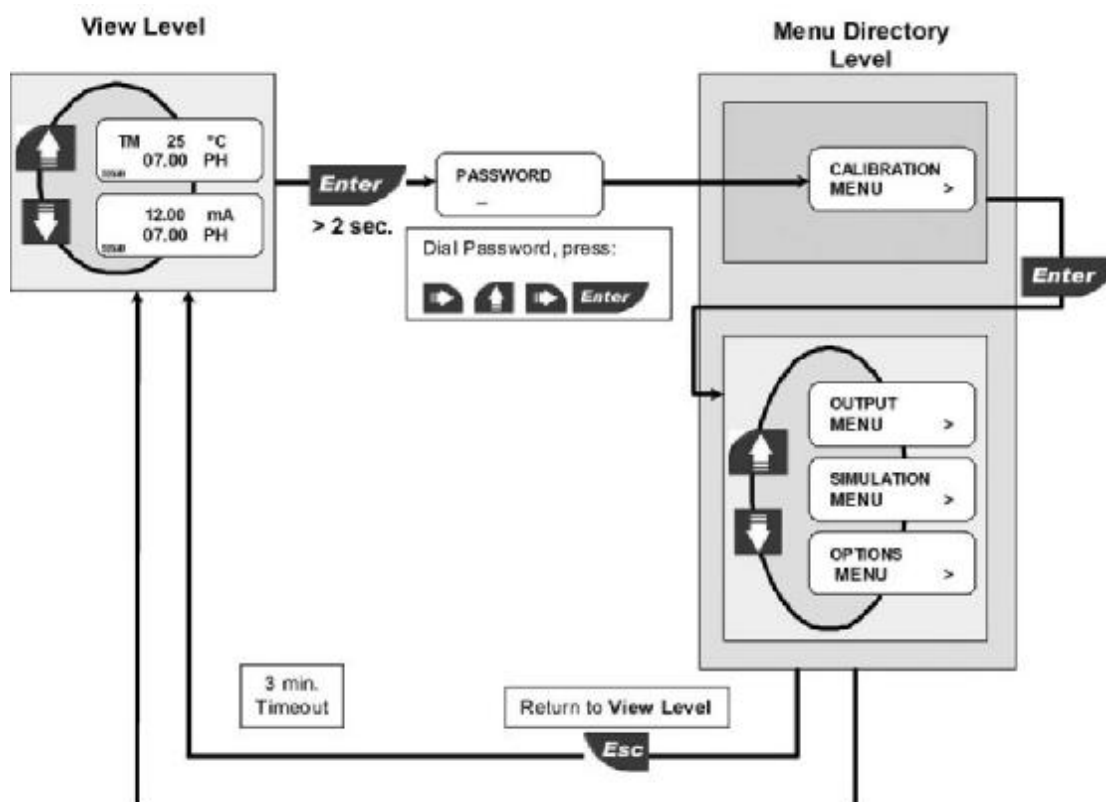 View Level
Menu Directory
Level
TM 25 °C
07.00 PH
12.00 mA
07.00 PH
Enter
> 2 sec.
PASSWORD
_
Dial Password, press:
Enter
CALIBRATION
MENU >
Enter
OUTPUT
MENU >
SIMULATION
MENU >
OPTIONS
MENU >
3 min.
Timeout
Return to View Level
Esc